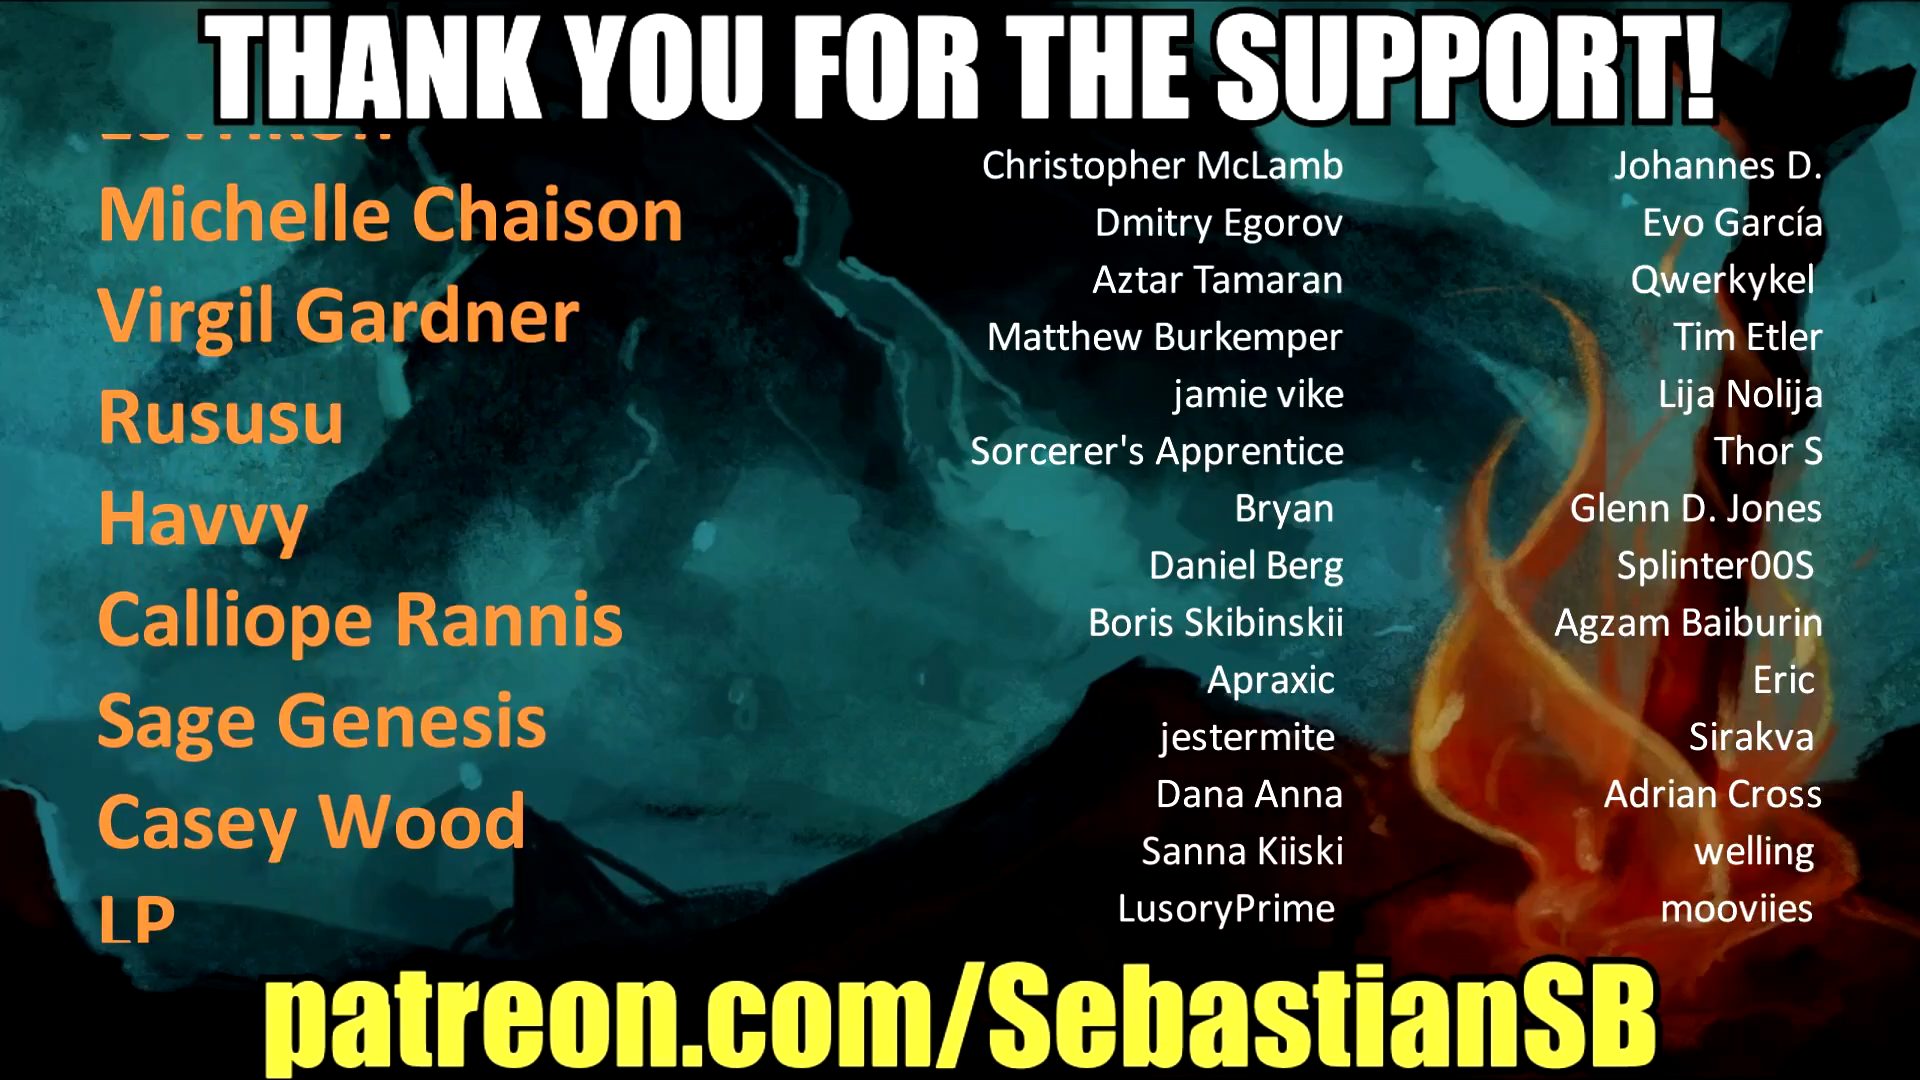 THANK YOU FOR THE SUPPORT!
Michelle Chaison
Virgil Gardner
Rususu
Havvy
Calliope Rannis
Sage Genesis
Casey Wood
LP
Christopher McLamb
Dmitry Egorov
Aztar Tamaran
Matthew Burkemper
jamie vike
Sorcerer's Apprentice
Bryan
Daniel Berg
Boris Skibinskii
Apraxic
jestermite
Dana Anna
Sanna Kiiski
LusoryPrime
Johannes D.
Evo García
Qwerkykel
Tim Etler
Lija Nolija
Thor S
Glenn D. Jones
Splinter00S
Agzam Baiburin
Eric
Sirakva
Adrian Cross
welling
mooviies
patreon.com/SebastianSB